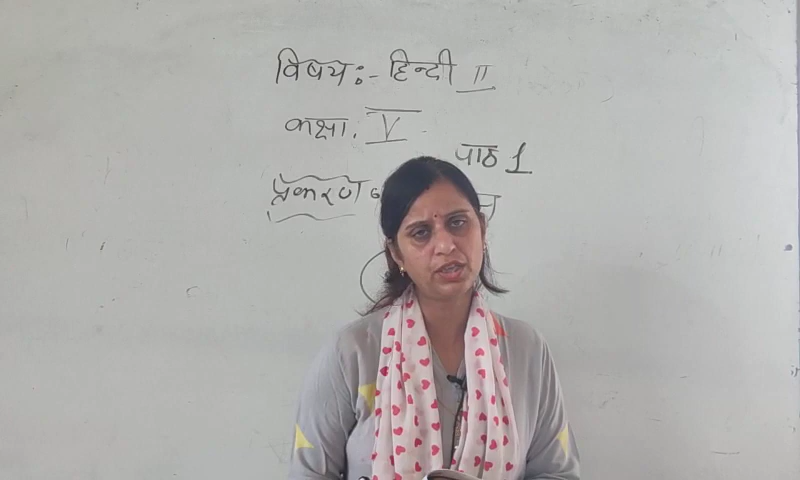 विषय:- हिन्दी II
कक्षा. V
पाठ 1
प्रकरण